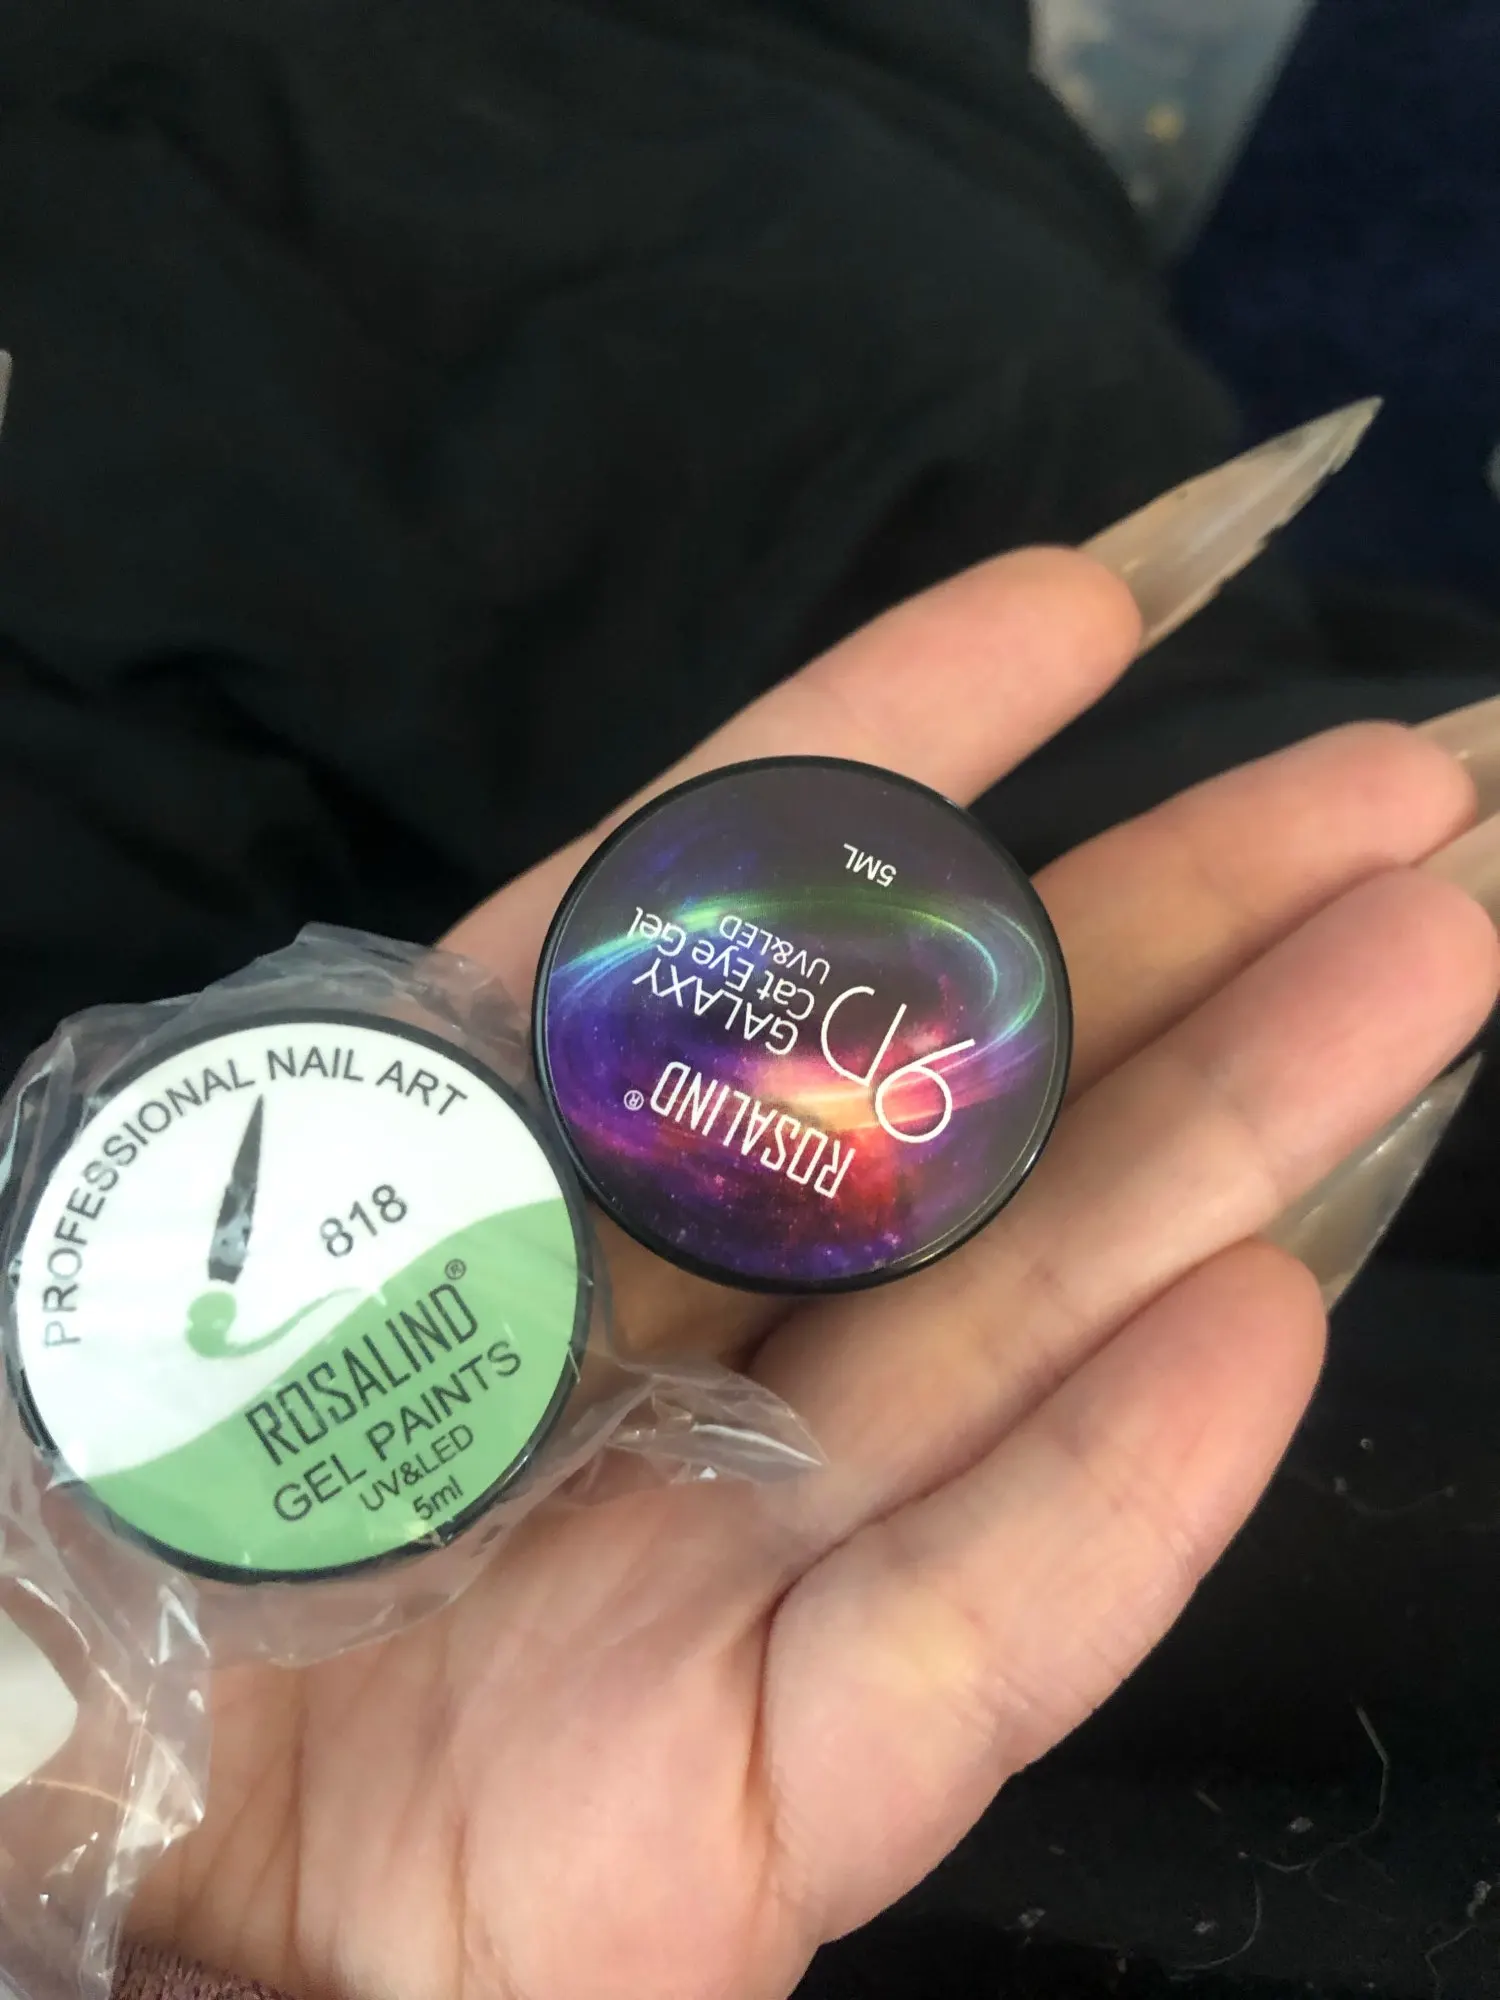 PROFESSIONAL NAIL ART
818
ROSALIND®
GEL PAINTS
UV&LED
5ml
ROSALIND®
9D
GALAXY
Cat Eye Gel
UV&LED
5ML